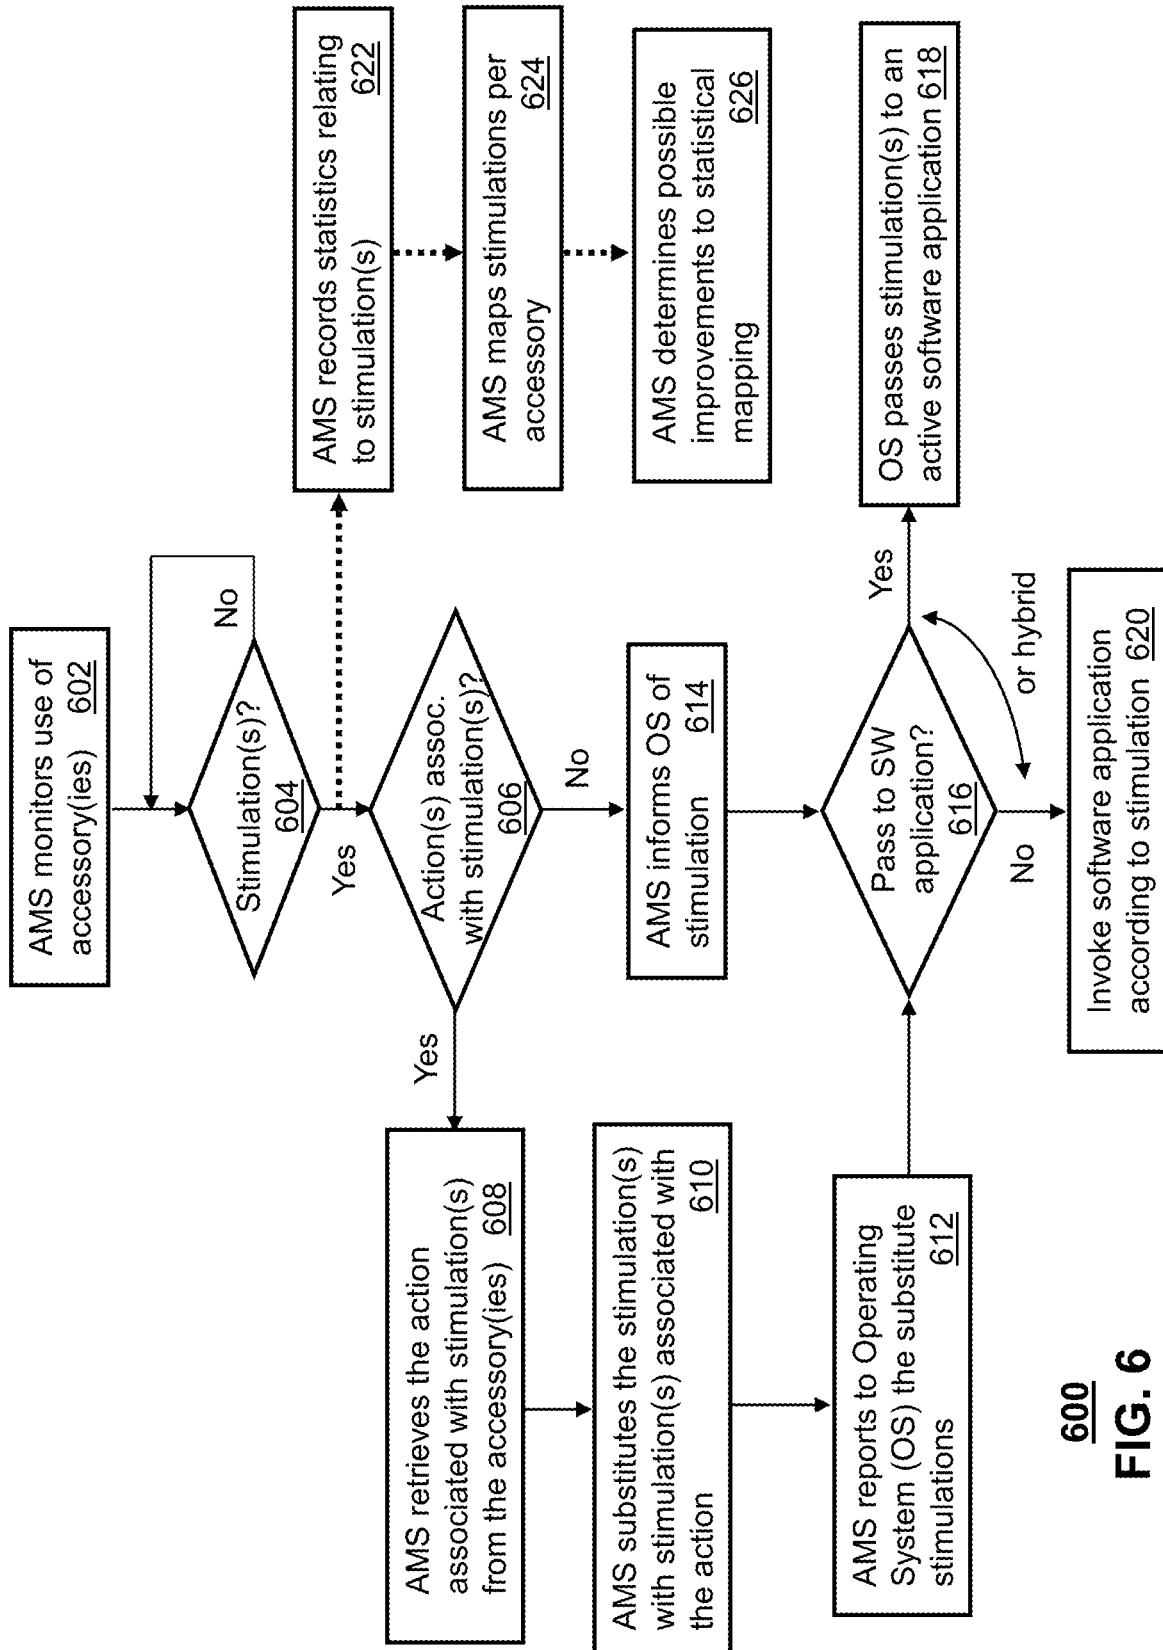 AMS monitors use of
accessory(ies) 602
No
Stimulation(s)?
604
Yes
AMS records statistics relating
to stimulation(s) 622
AMS maps stimulations per
accessory 624
AMS determines possible
improvements to statistical
mapping 626
Action(s) assoc.
with stimulation(s)?
606
Yes
No
AMS retrieves the action
associated with stimulation(s)
from the accessory(ies) 608
AMS substitutes the stimulation(s)
with stimulation(s) associated with
the action 610
AMS reports to Operating
System (OS) the substitute
stimulations 612
AMS informs OS of
stimulation 614
Pass to SW
application?
616
Yes
No
or hybrid
OS passes stimulation(s) to an
active software application 618
Invoke software application
according to stimulation 620
600
FIG. 6